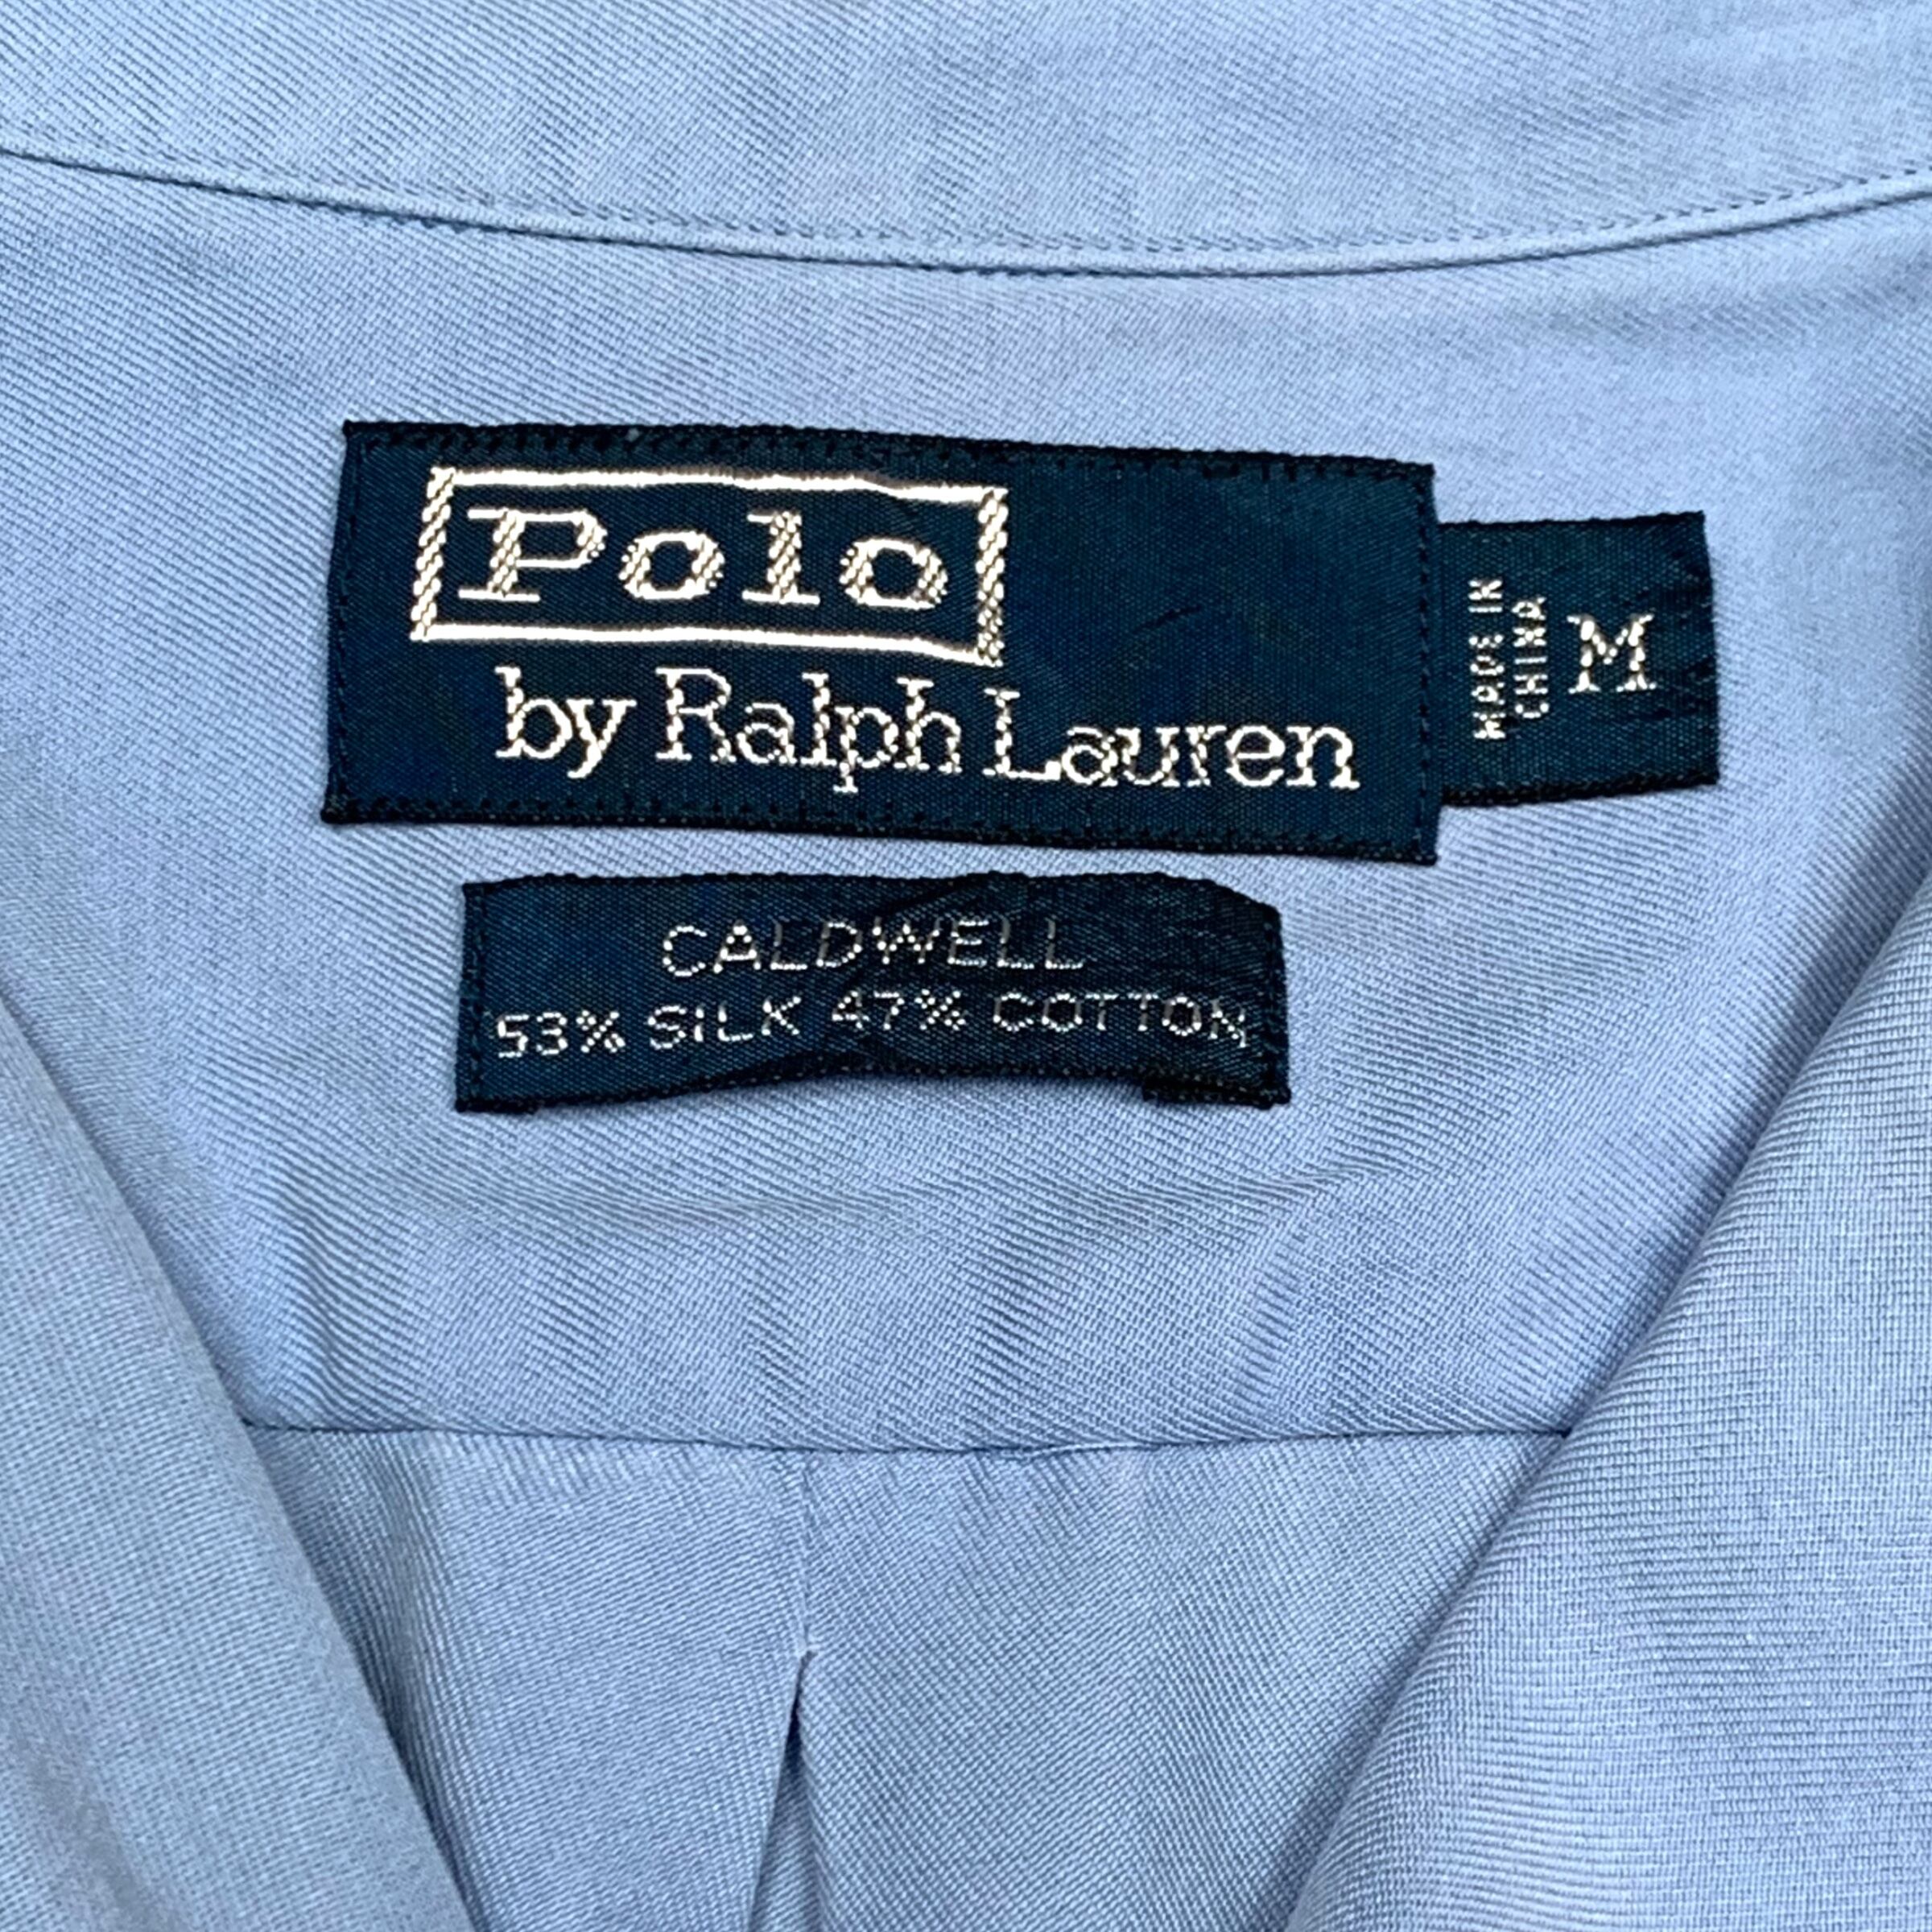 Polo
by Ralph Lauren
MADE IN
CHINA
M
CALDWELL
53% SILK 47% COTTON